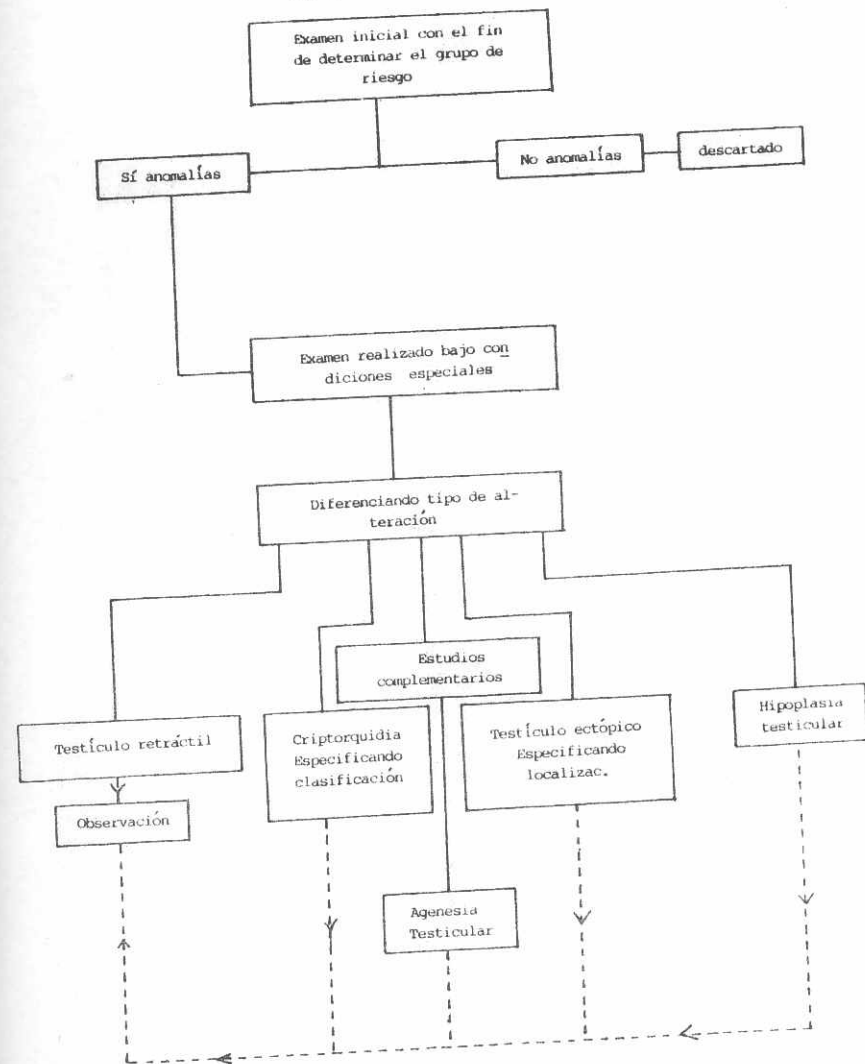 Examen inicial con el fin
de determinar el grupo de
riesgo
Sí anomalías
No anomalías
descartado
Examen realizado bajo con
diciones especiales
Diferenciando tipo de al-
teración
Estudios
complementarios
Testículo retráctil
Criptorquidia
Especificando
clasificación
Testículo ectópico
Especificando
localizac.
Hipoplasia
testicular
Observación
Agenesia
Testicular